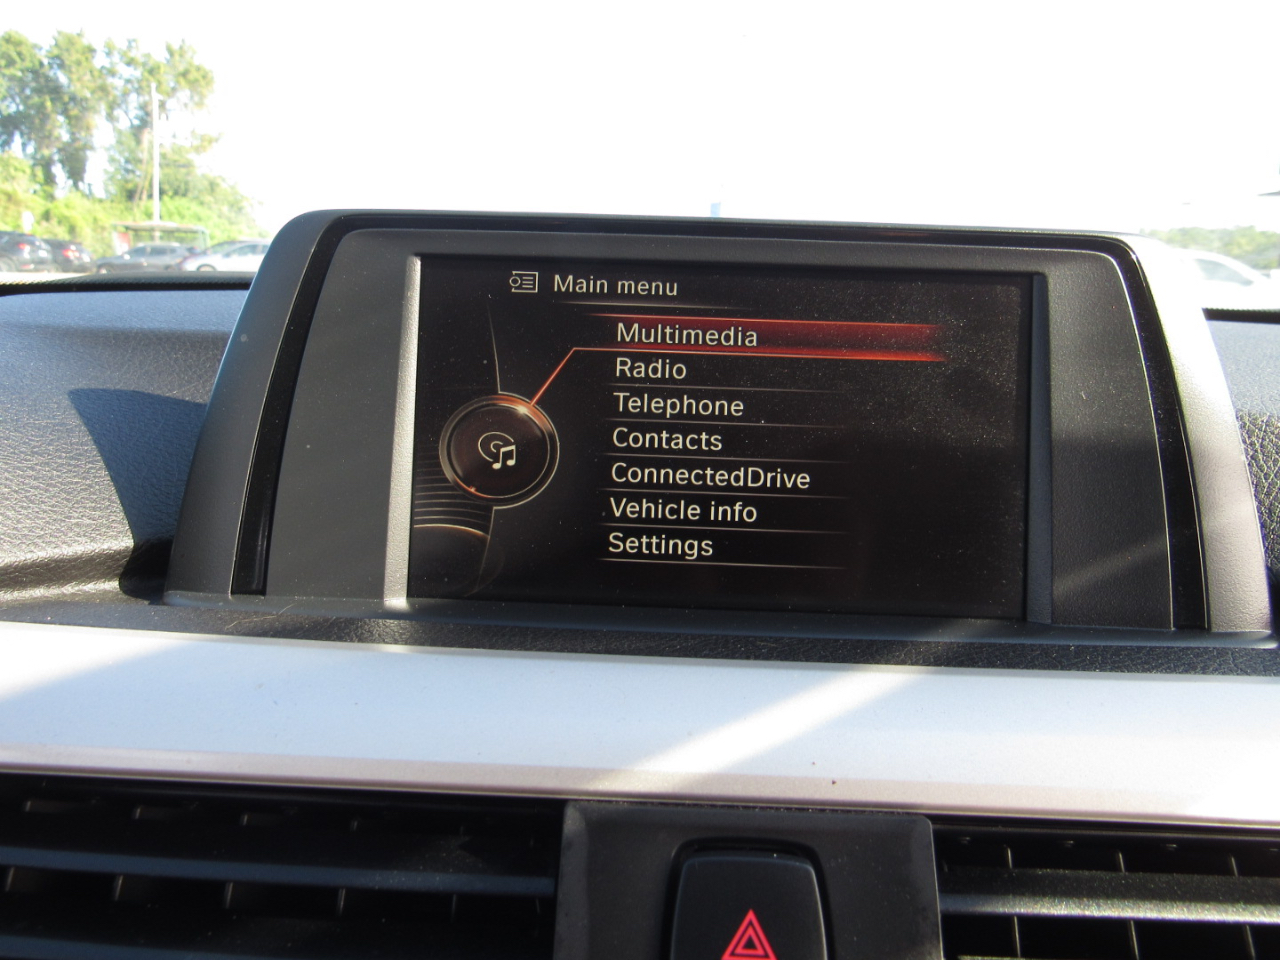 Main menu
Multimedia
Radio
Telephone
Contacts
ConnectedDrive
Vehicle info
Settings